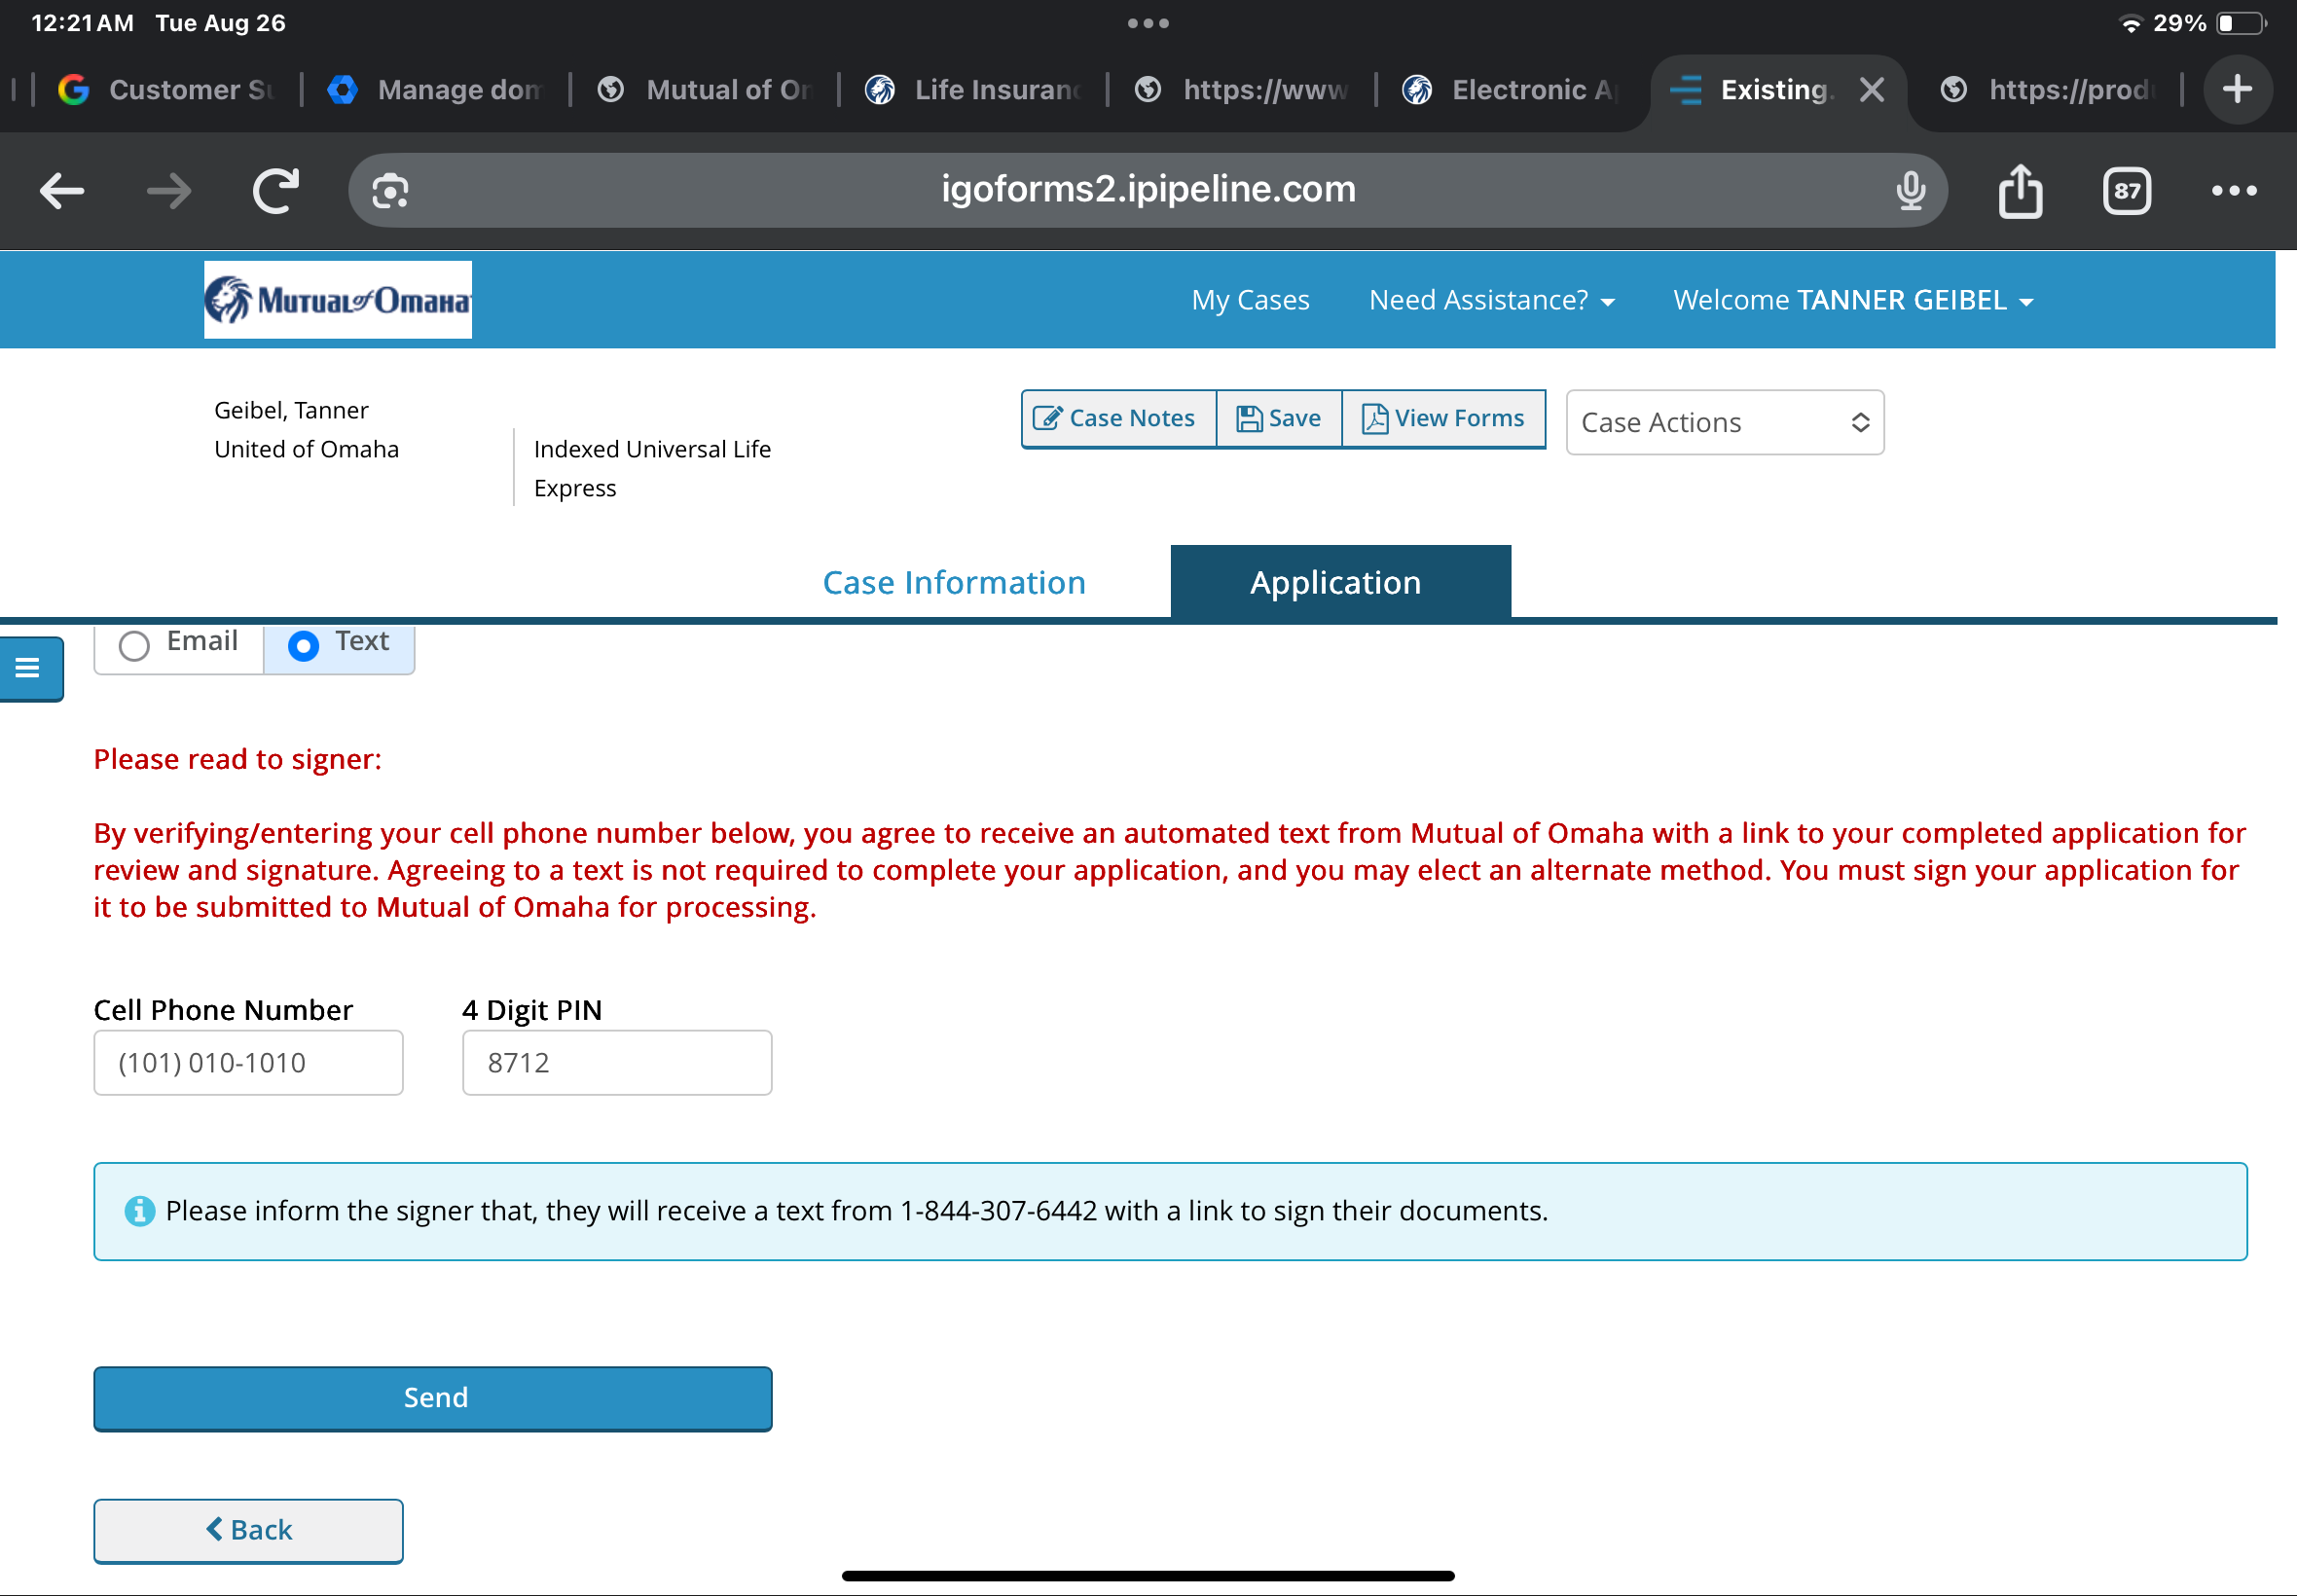 12:21 AM Tue Aug 26
29%
Customer Su
Manage dom
Mutual of Om
Life Insuranc
https://www
Electronic Ap
Existing.
https://prod
igoforms2.ipipeline.com
87
Mutual of Omaha
My Cases
Need Assistance?
Welcome TANNER GEIBEL
Geibel, Tanner
United of Omaha
Indexed Universal Life
Express
Case Notes
Save
View Forms
Case Actions
Case Information
Application
Email
Text
Please read to signer:
By verifying/entering your cell phone number below, you agree to receive an automated text from Mutual of Omaha with a link to your completed application for
review and signature. Agreeing to a text is not required to complete your application, and you may elect an alternate method. You must sign your application for
it to be submitted to Mutual of Omaha for processing.
Cell Phone Number
4 Digit PIN
(101) 010-1010
8712
Please inform the signer that, they will receive a text from 1-844-307-6442 with a link to sign their documents.
Send
Back